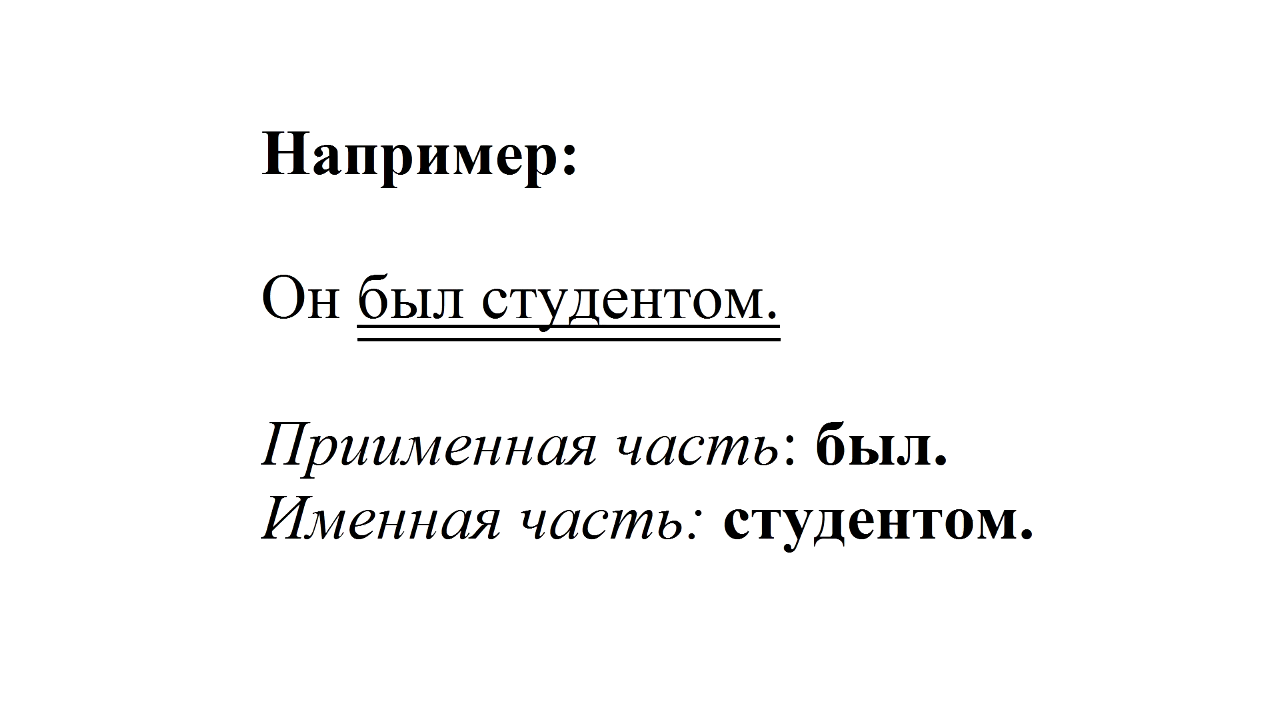 Например:
Он был студентом.
Приименная часть: был.
Именная часть: студентом.